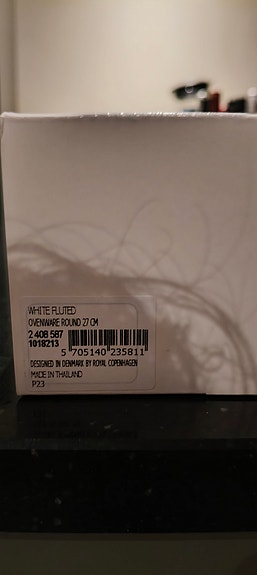 WHITE FLUTED
OVENWARE ROUND 27 CM
2 408 587
1018213
5 705140 235811
DESIGNED IN DENMARK BY ROYAL COPENHAGEN
MADE IN THAILAND
P23